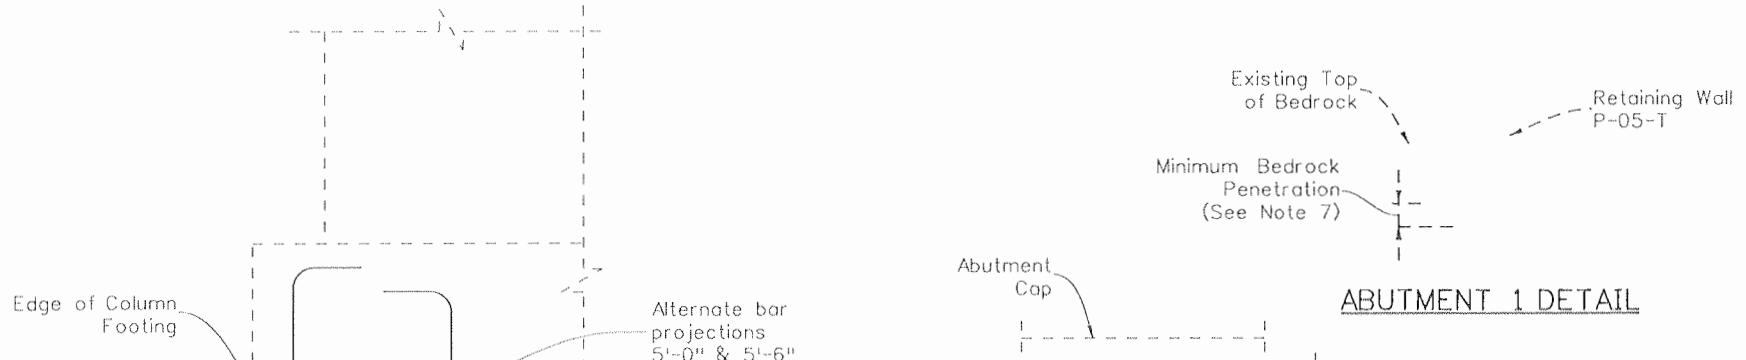 Existing Top
of Bedrock
Retaining Wall
P-05-T
Minimum Bedrock
Penetration
(See Note 7)
Abutment
Cap
ABUTMENT 1 DETAIL
Edge of Column
Footing
Alternate bar
projections
5'-0" & 5'-6"